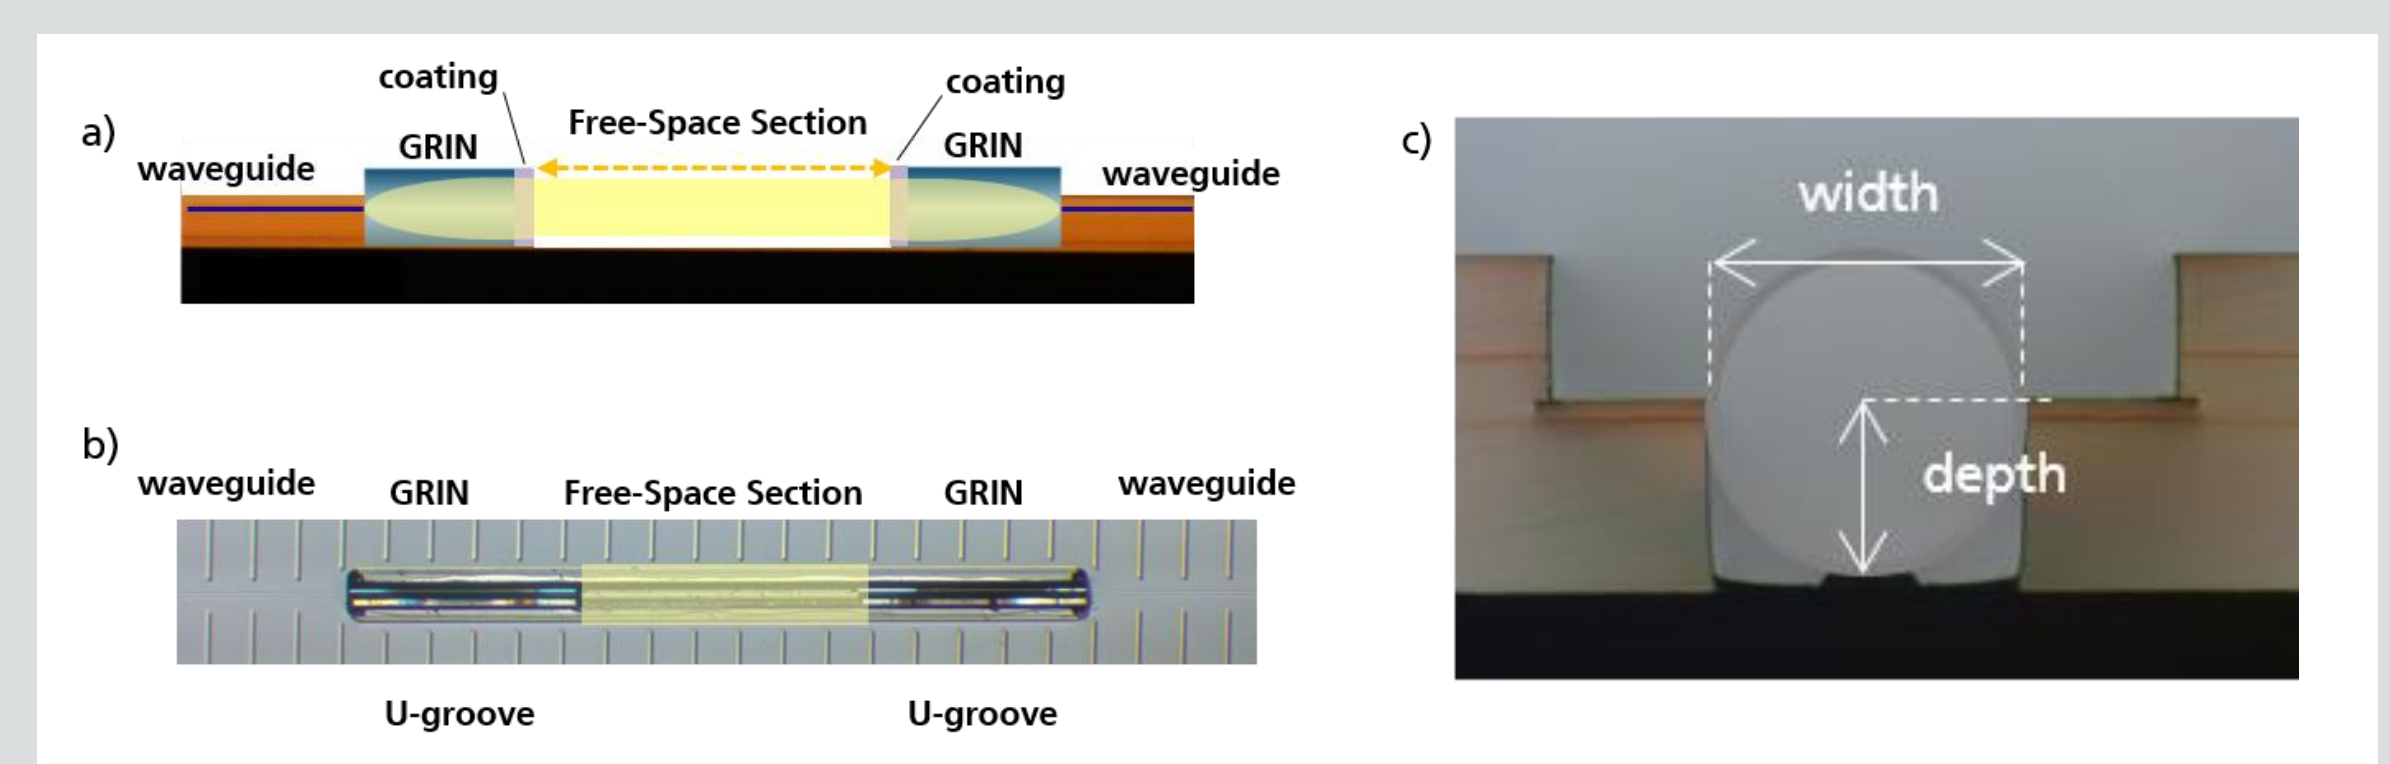 a)
coating
coating
Free-Space Section
GRIN
GRIN
waveguide
waveguide
b)
waveguide
GRIN
Free-Space Section
GRIN
waveguide
U-groove
U-groove
c)
width
depth